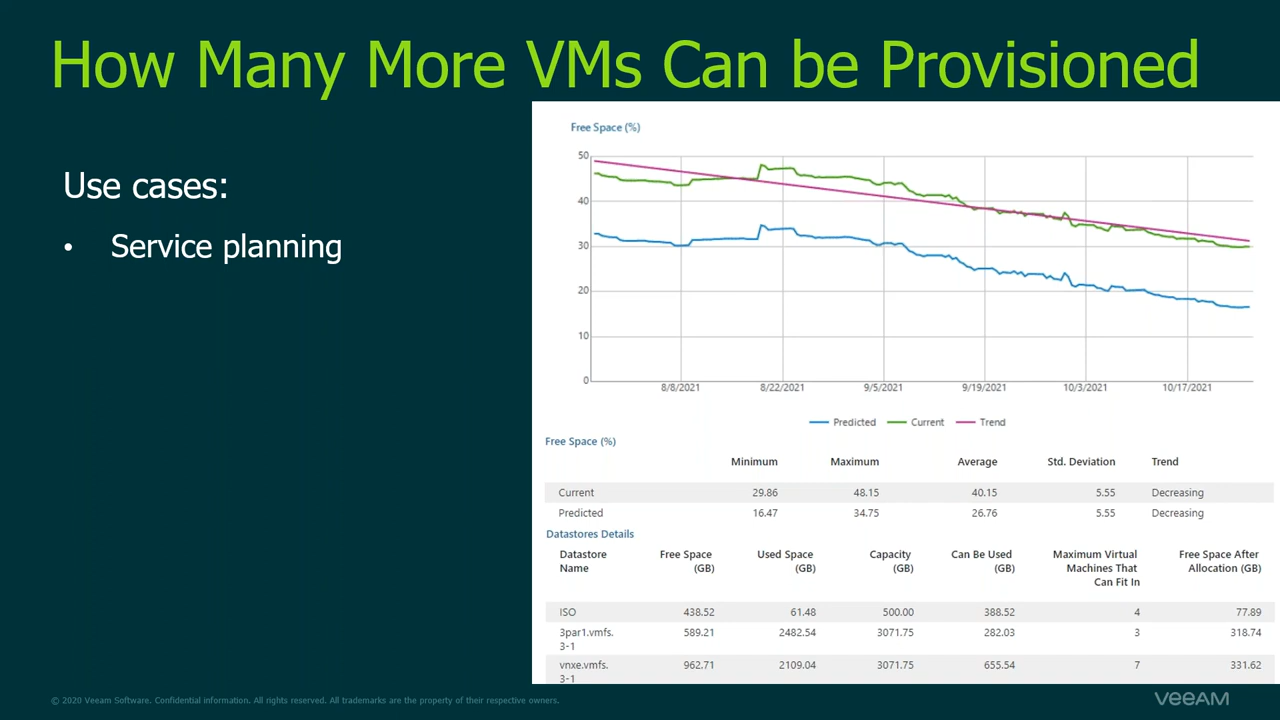 How Many More VMs Can be Provisioned
Use cases:
• Service planning
Free Space (%)
50
40
30
20
10
0
8/8/2021 8/22/2021 9/5/2021 9/19/2021 10/3/2021 10/17/2021
Predicted Current Trend
Free Space (%)
Minimum Maximum Average Std. Deviation Trend
Current 29.86 48.15 40.15 5.55 Decreasing
Predicted 16.47 34.75 26.76 5.55 Decreasing
Datastores Details
Datastore Free Space Used Space Capacity Can Be Used Maximum Virtual Free Space After
Name (GB) (GB) (GB) (GB) Machines That Allocation (GB)
Can Fit In
ISO 438.52 61.48 500.00 388.52 4 77.89
3par1.vmfs. 589.21 2482.54 3071.75 282.03 3 318.74
3-1
vnxe.vmfs. 962.71 2109.04 3071.75 655.54 7 331.62
3-1
© 2020 Veeam Software. Confidential information. All rights reserved. All trademarks are the property of their respective owners.
veeAM